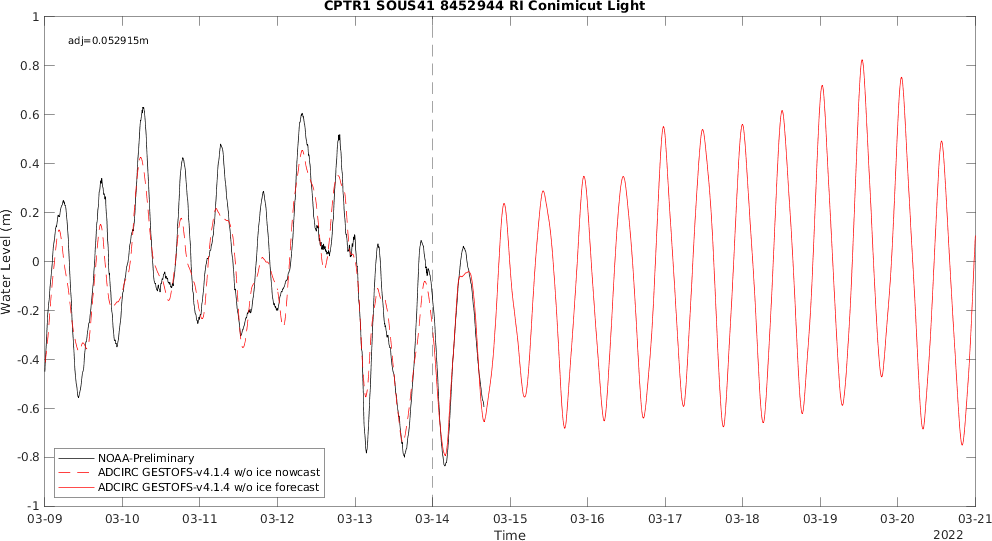 CPTR1 SOUS41 8452944 RI Conimicut Light
adj=0.052915m
Water Level (m)
1
0.8
0.6
0.4
0.2
0
-0.2
-0.4
-0.6
-0.8
-1
NOAA-Preliminary
ADCIRC GESTOFS-v4.1.4 w/o ice nowcast
ADCIRC GESTOFS-v4.1.4 w/o ice forecast
03-09 03-10 03-11 03-12 03-13 03-14 03-15 03-16 03-17 03-18 03-19 03-20 03-21
Time
2022